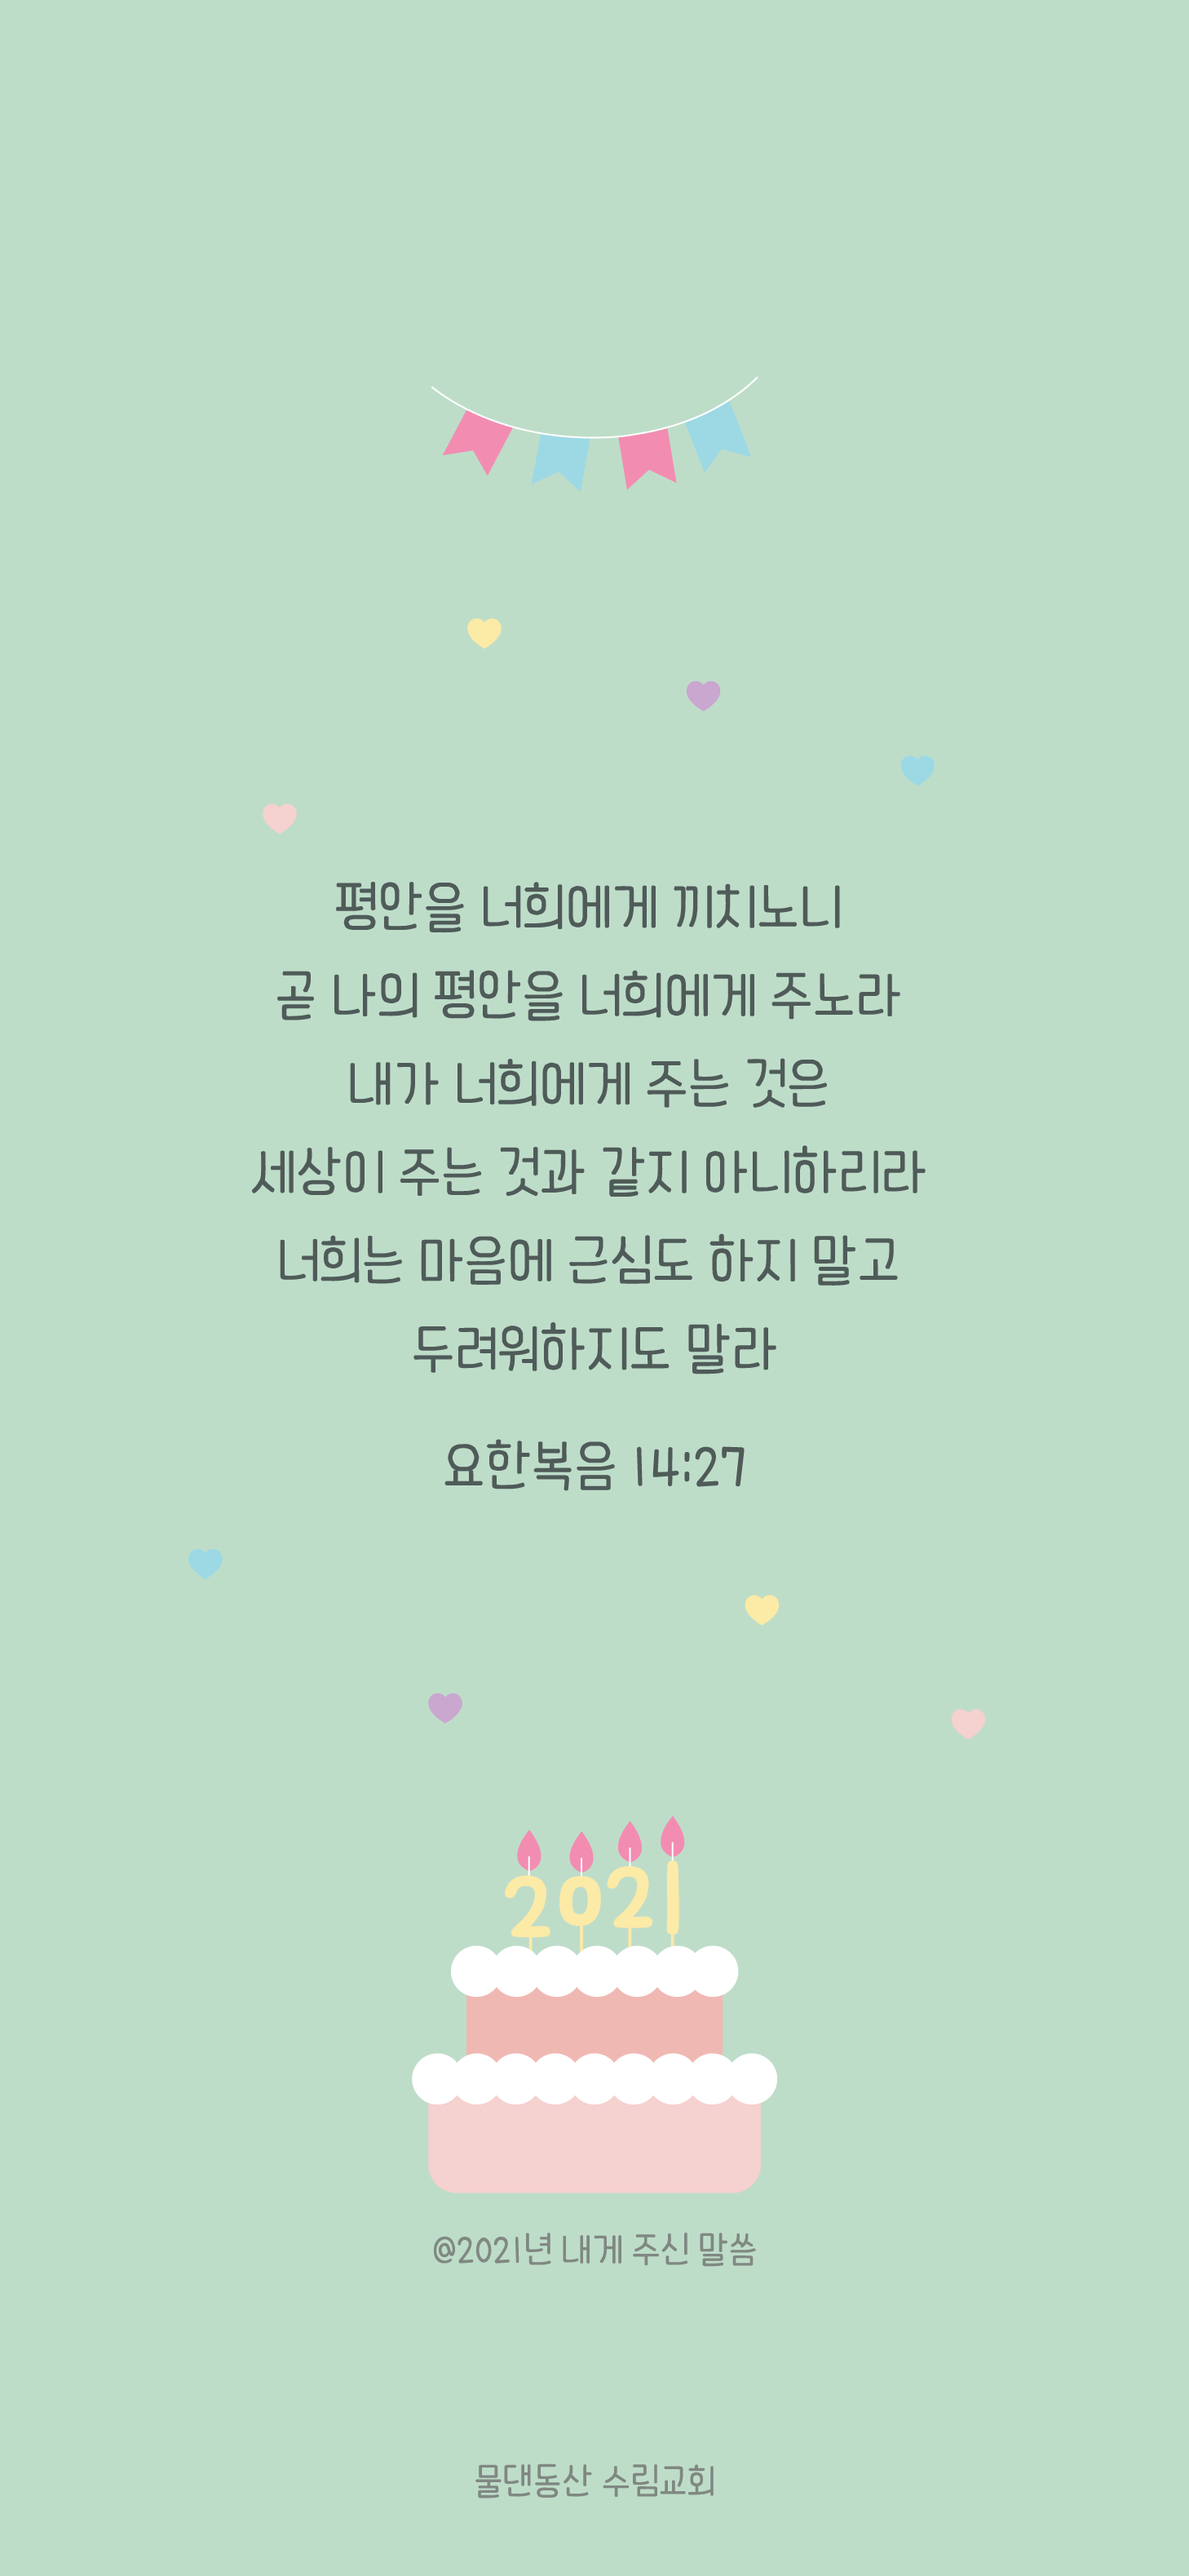 평안을 너희에게 끼치노니
곧 나의 평안을 너희에게 주노라
내가 너희에게 주는 것은
세상이 주는 것과 같지 아니하리라
너희는 마음에 근심도 하지 말고
두려워하지도 말라
요한복음 14:27
2021
@2021년 내게 주신 말씀
물댄동산 수림교회